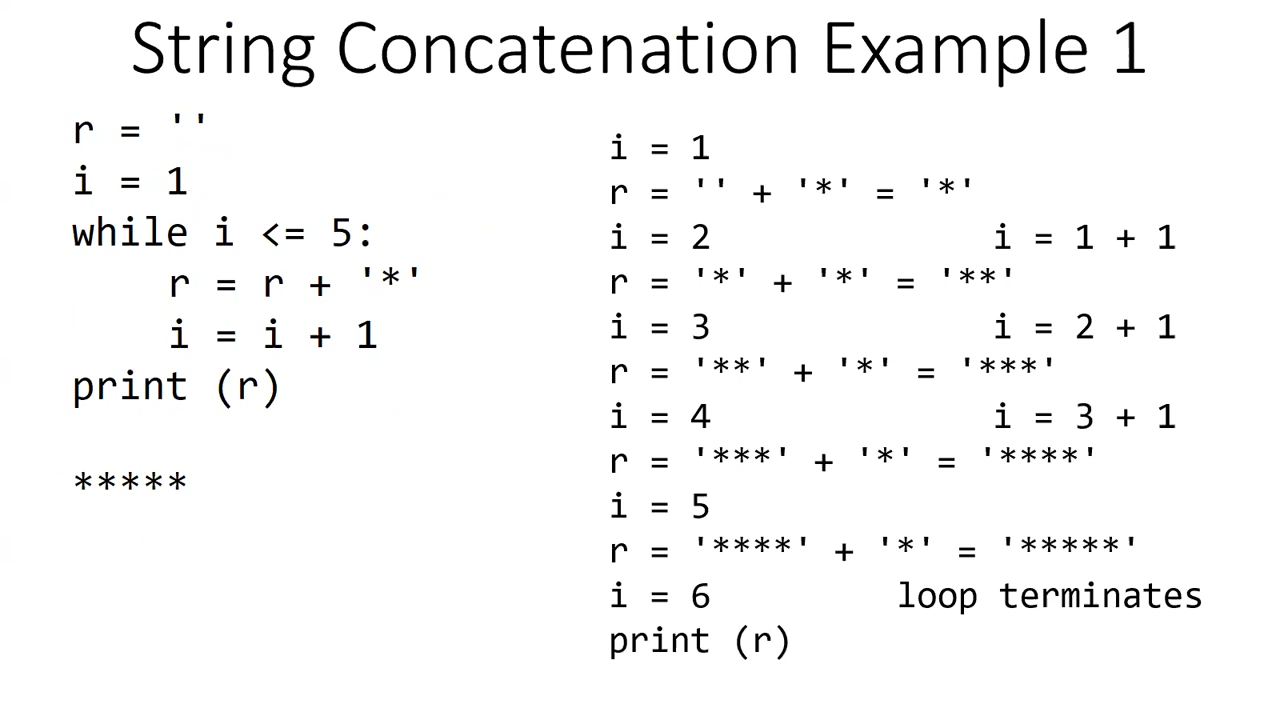 String Concatenation Example 1
r = ''
i = 1
while i <= 5:
    r = r + '*'
    i = i + 1
print (r)
*****
i = 1
r = '' + '*' = '*'
i = 2              i = 1 + 1
r = '*' + '*' = '**'
i = 3              i = 2 + 1
r = '**' + '*' = '***'
i = 4              i = 3 + 1
r = '***' + '*' = '****'
i = 5
r = '****' + '*' = '*****'
i = 6         loop terminates
print (r)